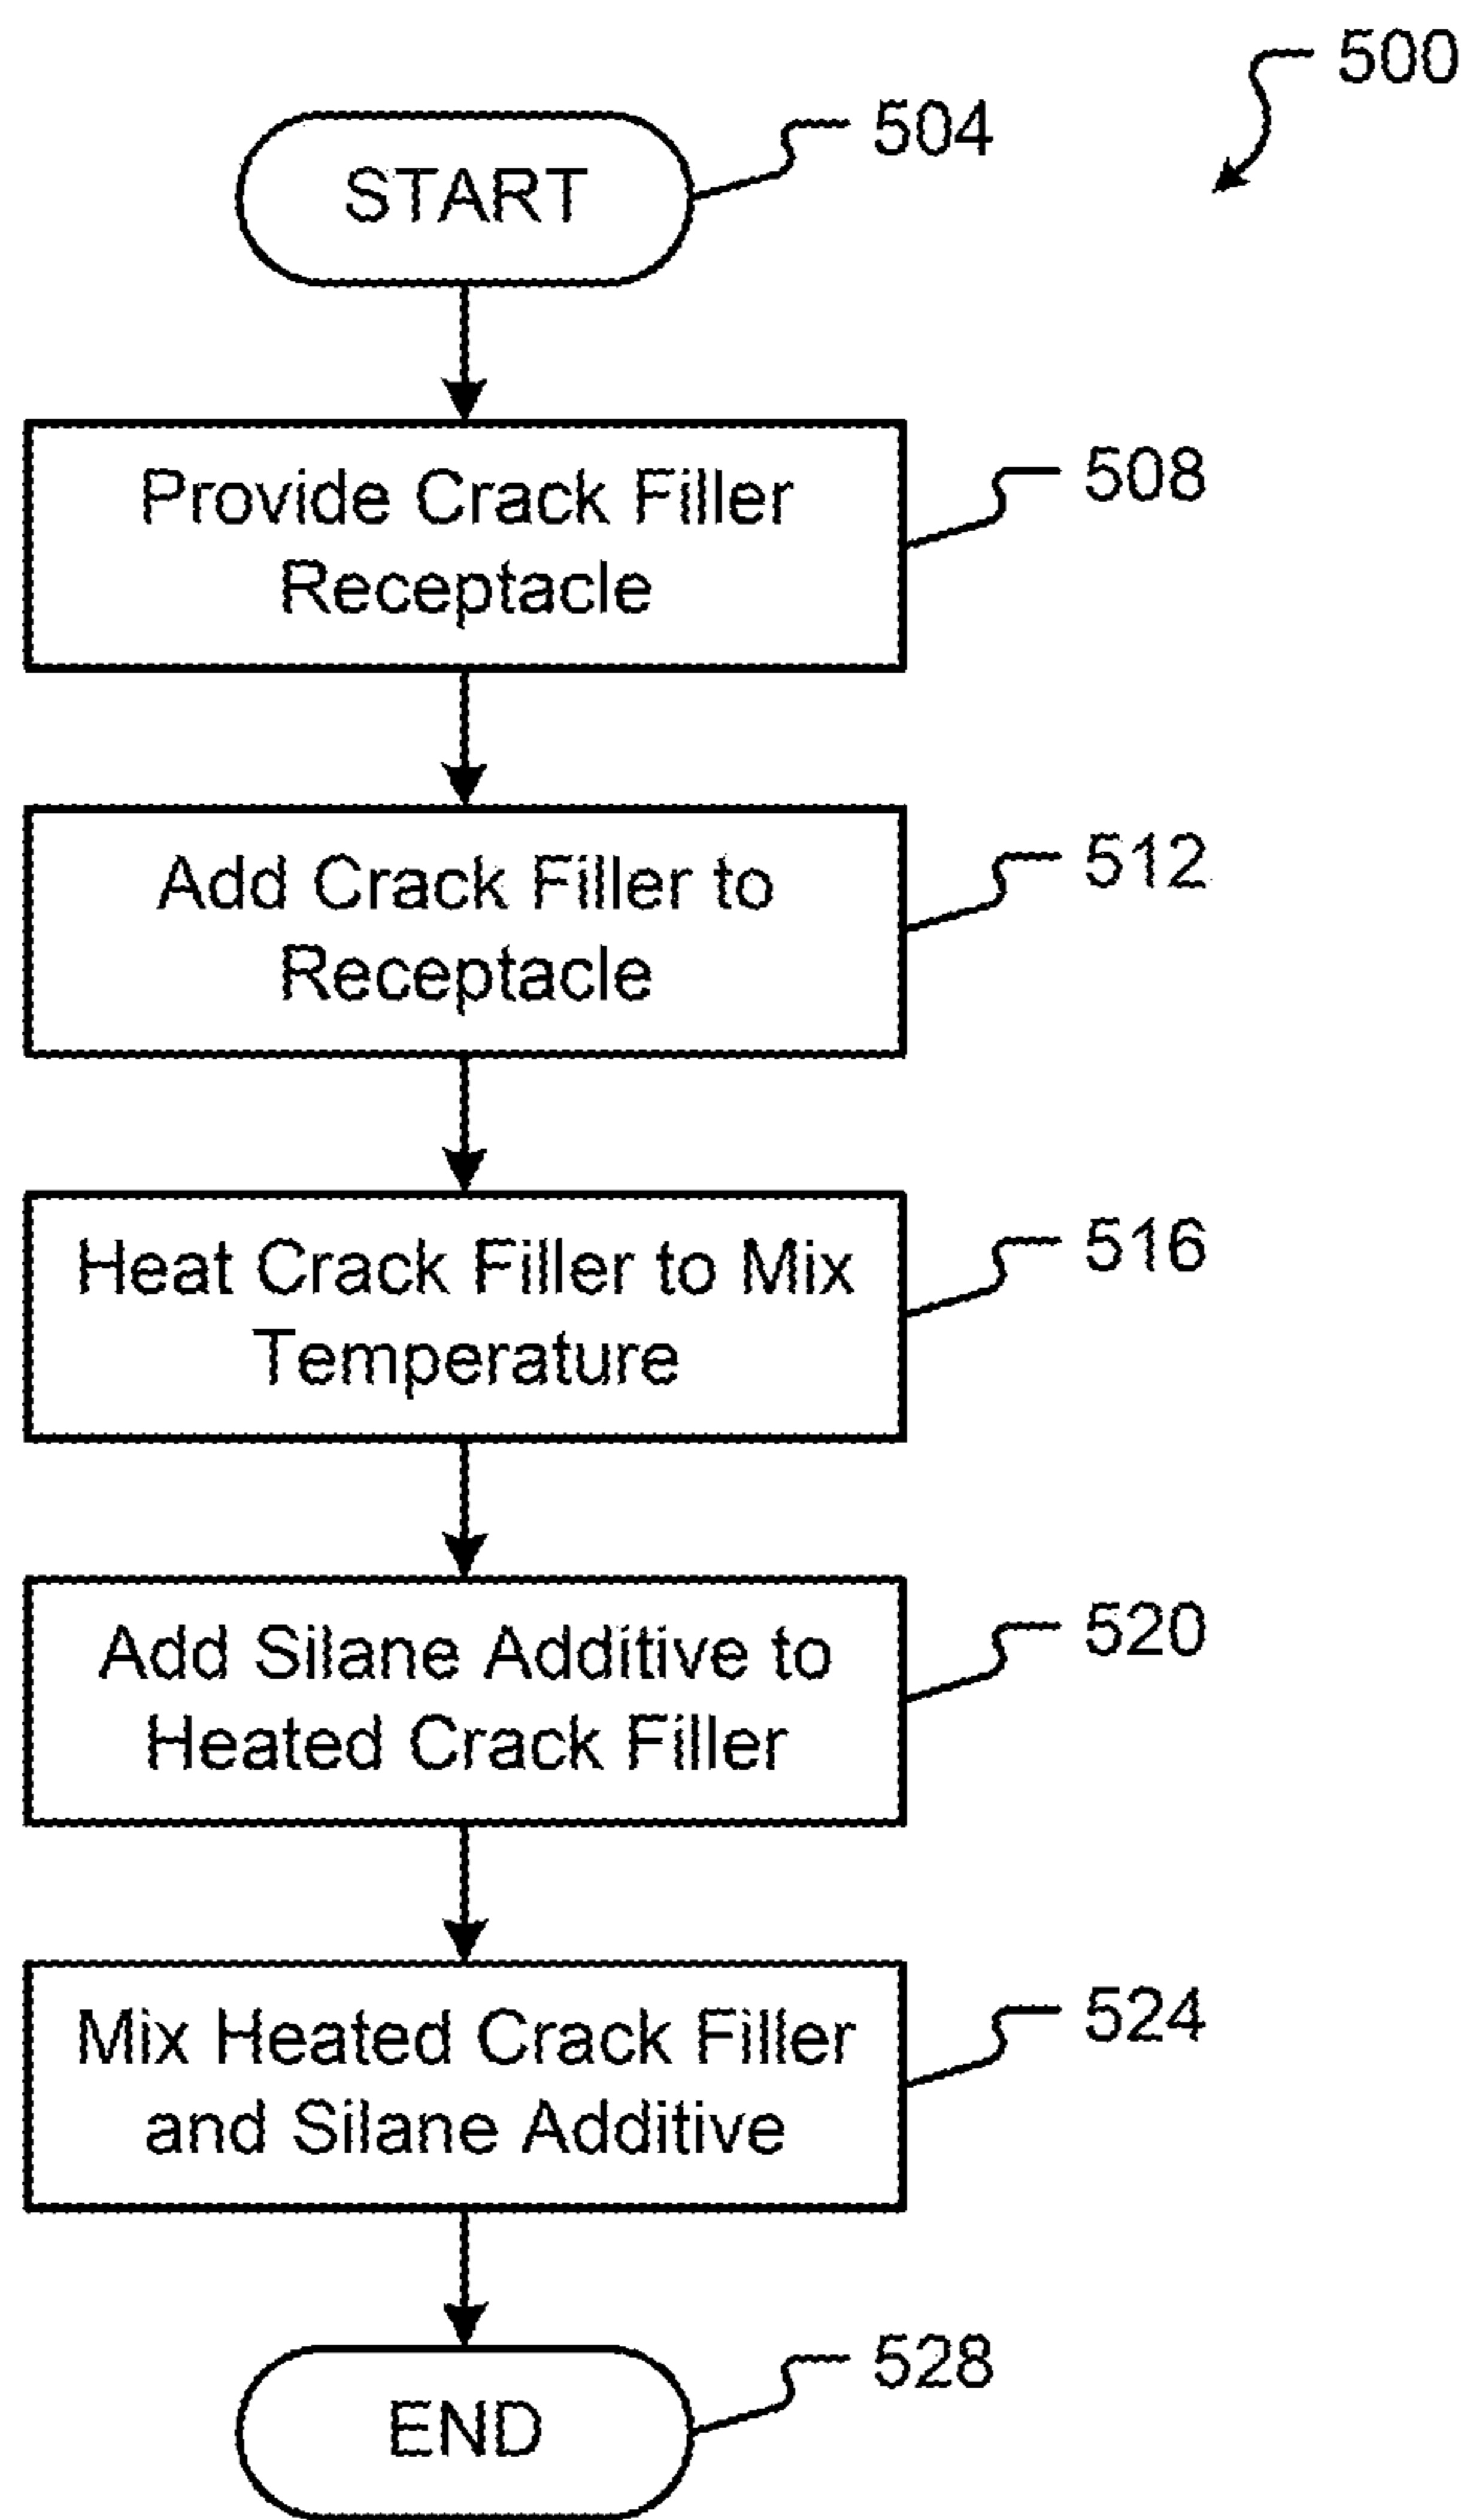 500
START
504
Provide Crack Filler
Receptacle
508
Add Crack Filler to
Receptacle
512
Heat Crack Filler to Mix
Temperature
516
Add Silane Additive to
Heated Crack Filler
520
Mix Heated Crack Filler
and Silane Additive
524
END
528